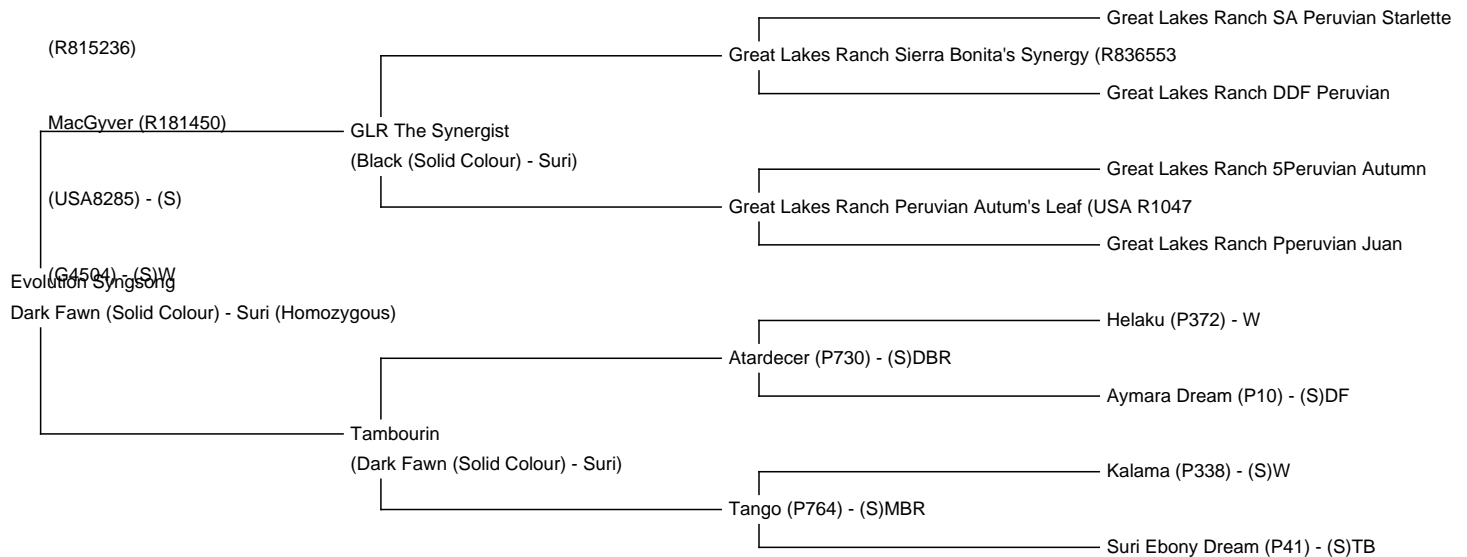 Great Lakes Ranch SA Peruvian Starlette
(R815236)
Great Lakes Ranch Sierra Bonita's Synergy (R836553
Great Lakes Ranch DDF Peruvian
MacGyver (R181450)
GLR The Synergist
(Black (Solid Colour) - Suri)
Great Lakes Ranch 5Peruvian Autumn
(USA8285) - (S)
Great Lakes Ranch Peruvian Autum's Leaf (USA R1047
Great Lakes Ranch Pperuvian Juan
(G4504) - (S)W
Evolution Syngsong
Dark Fawn (Solid Colour) - Suri (Homozygous)
Helaku (P372) - W
Atardecer (P730) - (S)DBR
Aymara Dream (P10) - (S)DF
Tambourin
(Dark Fawn (Solid Colour) - Suri)
Kalama (P338) - (S)W
Tango (P764) - (S)MBR
Suri Ebony Dream (P41) - (S)TB